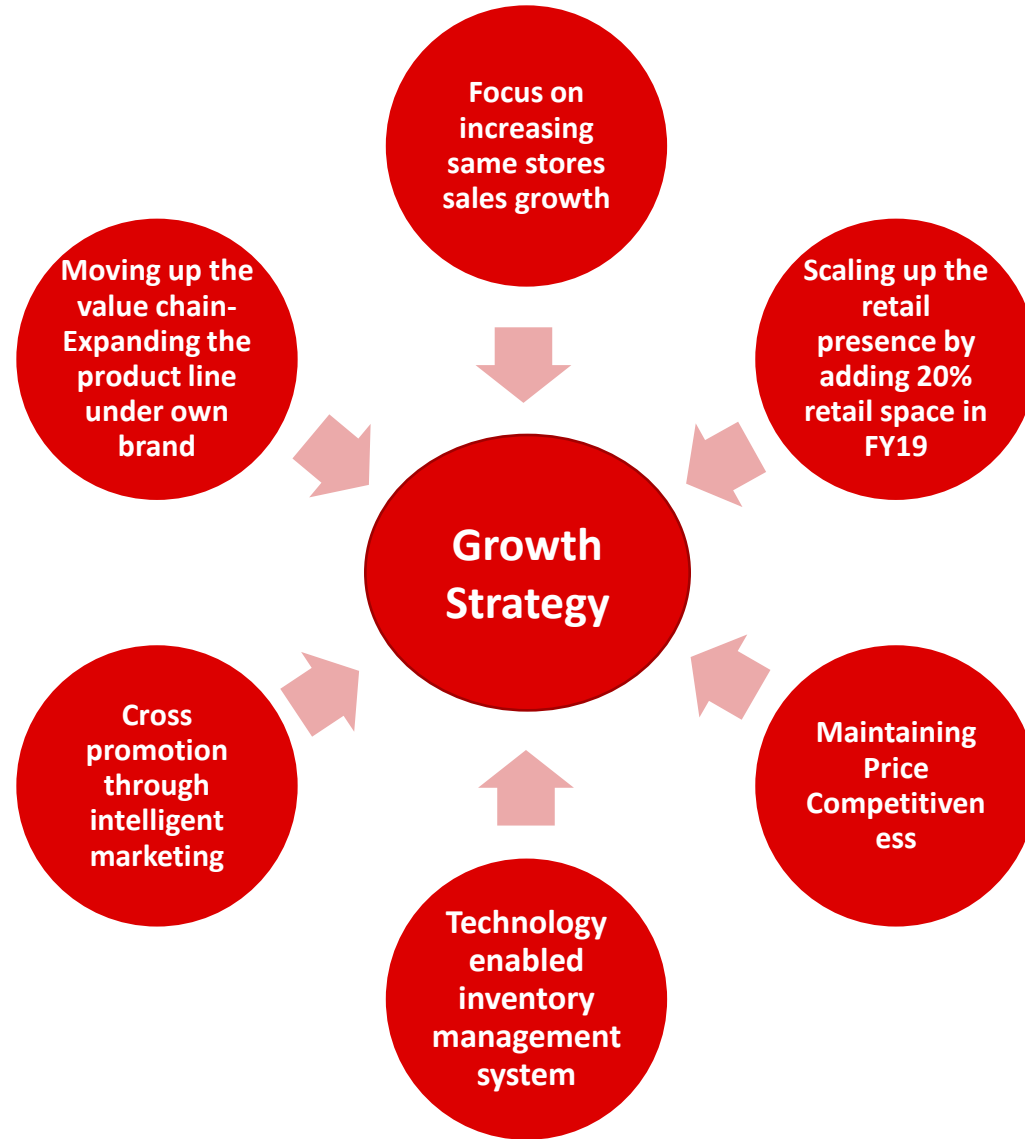 Focus on
increasing
same stores
sales growth
Scaling up the
retail
presence by
adding 20%
retail space in
FY19
Maintaining
Price
Competitiven
ess
Technology
enabled
inventory
management
system
Cross
promotion
through
intelligent
marketing
Moving up the
value chain-
Expanding the
product line
under own
brand
Growth
Strategy